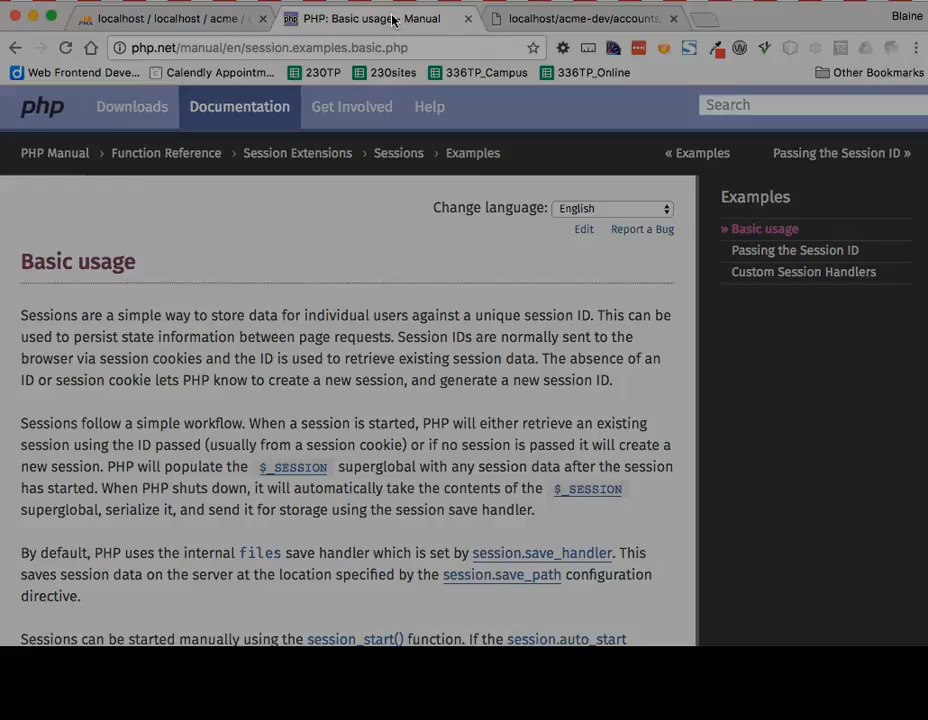 localhost / localhost / acme /
PHP: Basic usage - Manual
localhost/acme-dev/accounts
Blaine
php.net/manual/en/session.examples.basic.php
Web Frontend Deve...
Calendly Appointm...
230TP
230sites
336TP_Campus
336TP_Online
Other Bookmarks
php
Downloads
Documentation
Get Involved
Help
Search
PHP Manual › Function Reference › Session Extensions › Sessions › Examples
« Examples
Passing the Session ID »
Change language: English
Edit Report a Bug
Examples
» Basic usage
Passing the Session ID
Custom Session Handlers
Basic usage
Sessions are a simple way to store data for individual users against a unique session ID. This can be
used to persist state information between page requests. Session IDs are normally sent to the
browser via session cookies and the ID is used to retrieve existing session data. The absence of an
ID or session cookie lets PHP know to create a new session, and generate a new session ID.
Sessions follow a simple workflow. When a session is started, PHP will either retrieve an existing
session using the ID passed (usually from a session cookie) or if no session is passed it will create a
new session. PHP will populate the $_SESSION superglobal with any session data after the session
has started. When PHP shuts down, it will automatically take the contents of the $_SESSION
superglobal, serialize it, and send it for storage using the session save handler.
By default, PHP uses the internal files save handler which is set by session.save_handler. This
saves session data on the server at the location specified by the session.save_path configuration
directive.
Sessions can be started manually using the session_start() function. If the session.auto_start